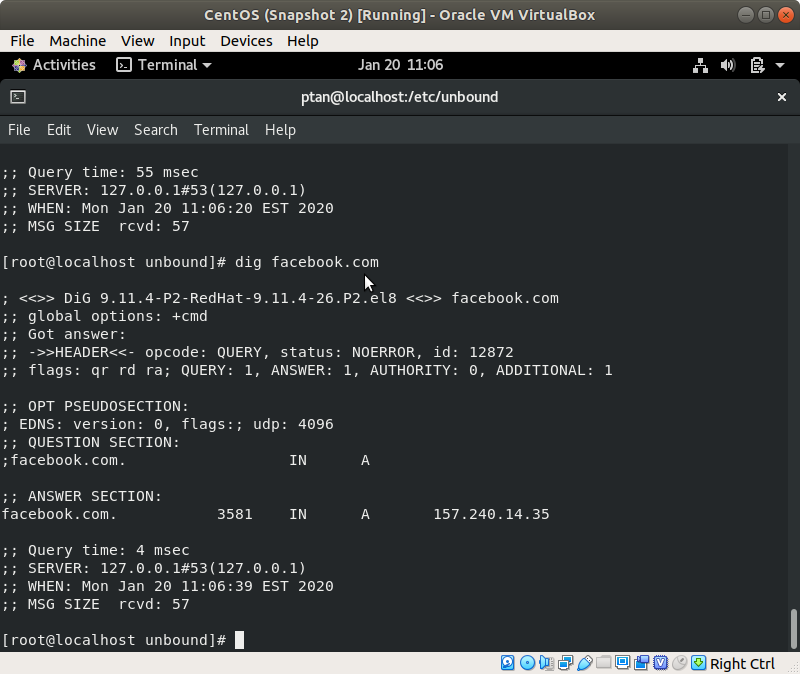 CentOS (Snapshot 2) [Running] - Oracle VM VirtualBox
File Machine View Input Devices Help
Activities Terminal Jan 20 11:06
ptan@localhost:/etc/unbound
File Edit View Search Terminal Help
;; Query time: 55 msec
;; SERVER: 127.0.0.1#53(127.0.0.1)
;; WHEN: Mon Jan 20 11:06:20 EST 2020
;; MSG SIZE  rcvd: 57
[root@localhost unbound]# dig facebook.com
; <<>> DiG 9.11.4-P2-RedHat-9.11.4-26.P2.el8 <<>> facebook.com
;; global options: +cmd
;; Got answer:
;; ->>HEADER<<- opcode: QUERY, status: NOERROR, id: 12872
;; flags: qr rd ra; QUERY: 1, ANSWER: 1, AUTHORITY: 0, ADDITIONAL: 1
;; OPT PSEUDOSECTION:
; EDNS: version: 0, flags:; udp: 4096
;; QUESTION SECTION:
;facebook.com.			IN	A
;; ANSWER SECTION:
facebook.com.		3581	IN	A	157.240.14.35
;; Query time: 4 msec
;; SERVER: 127.0.0.1#53(127.0.0.1)
;; WHEN: Mon Jan 20 11:06:39 EST 2020
;; MSG SIZE  rcvd: 57
[root@localhost unbound]#
Right Ctrl